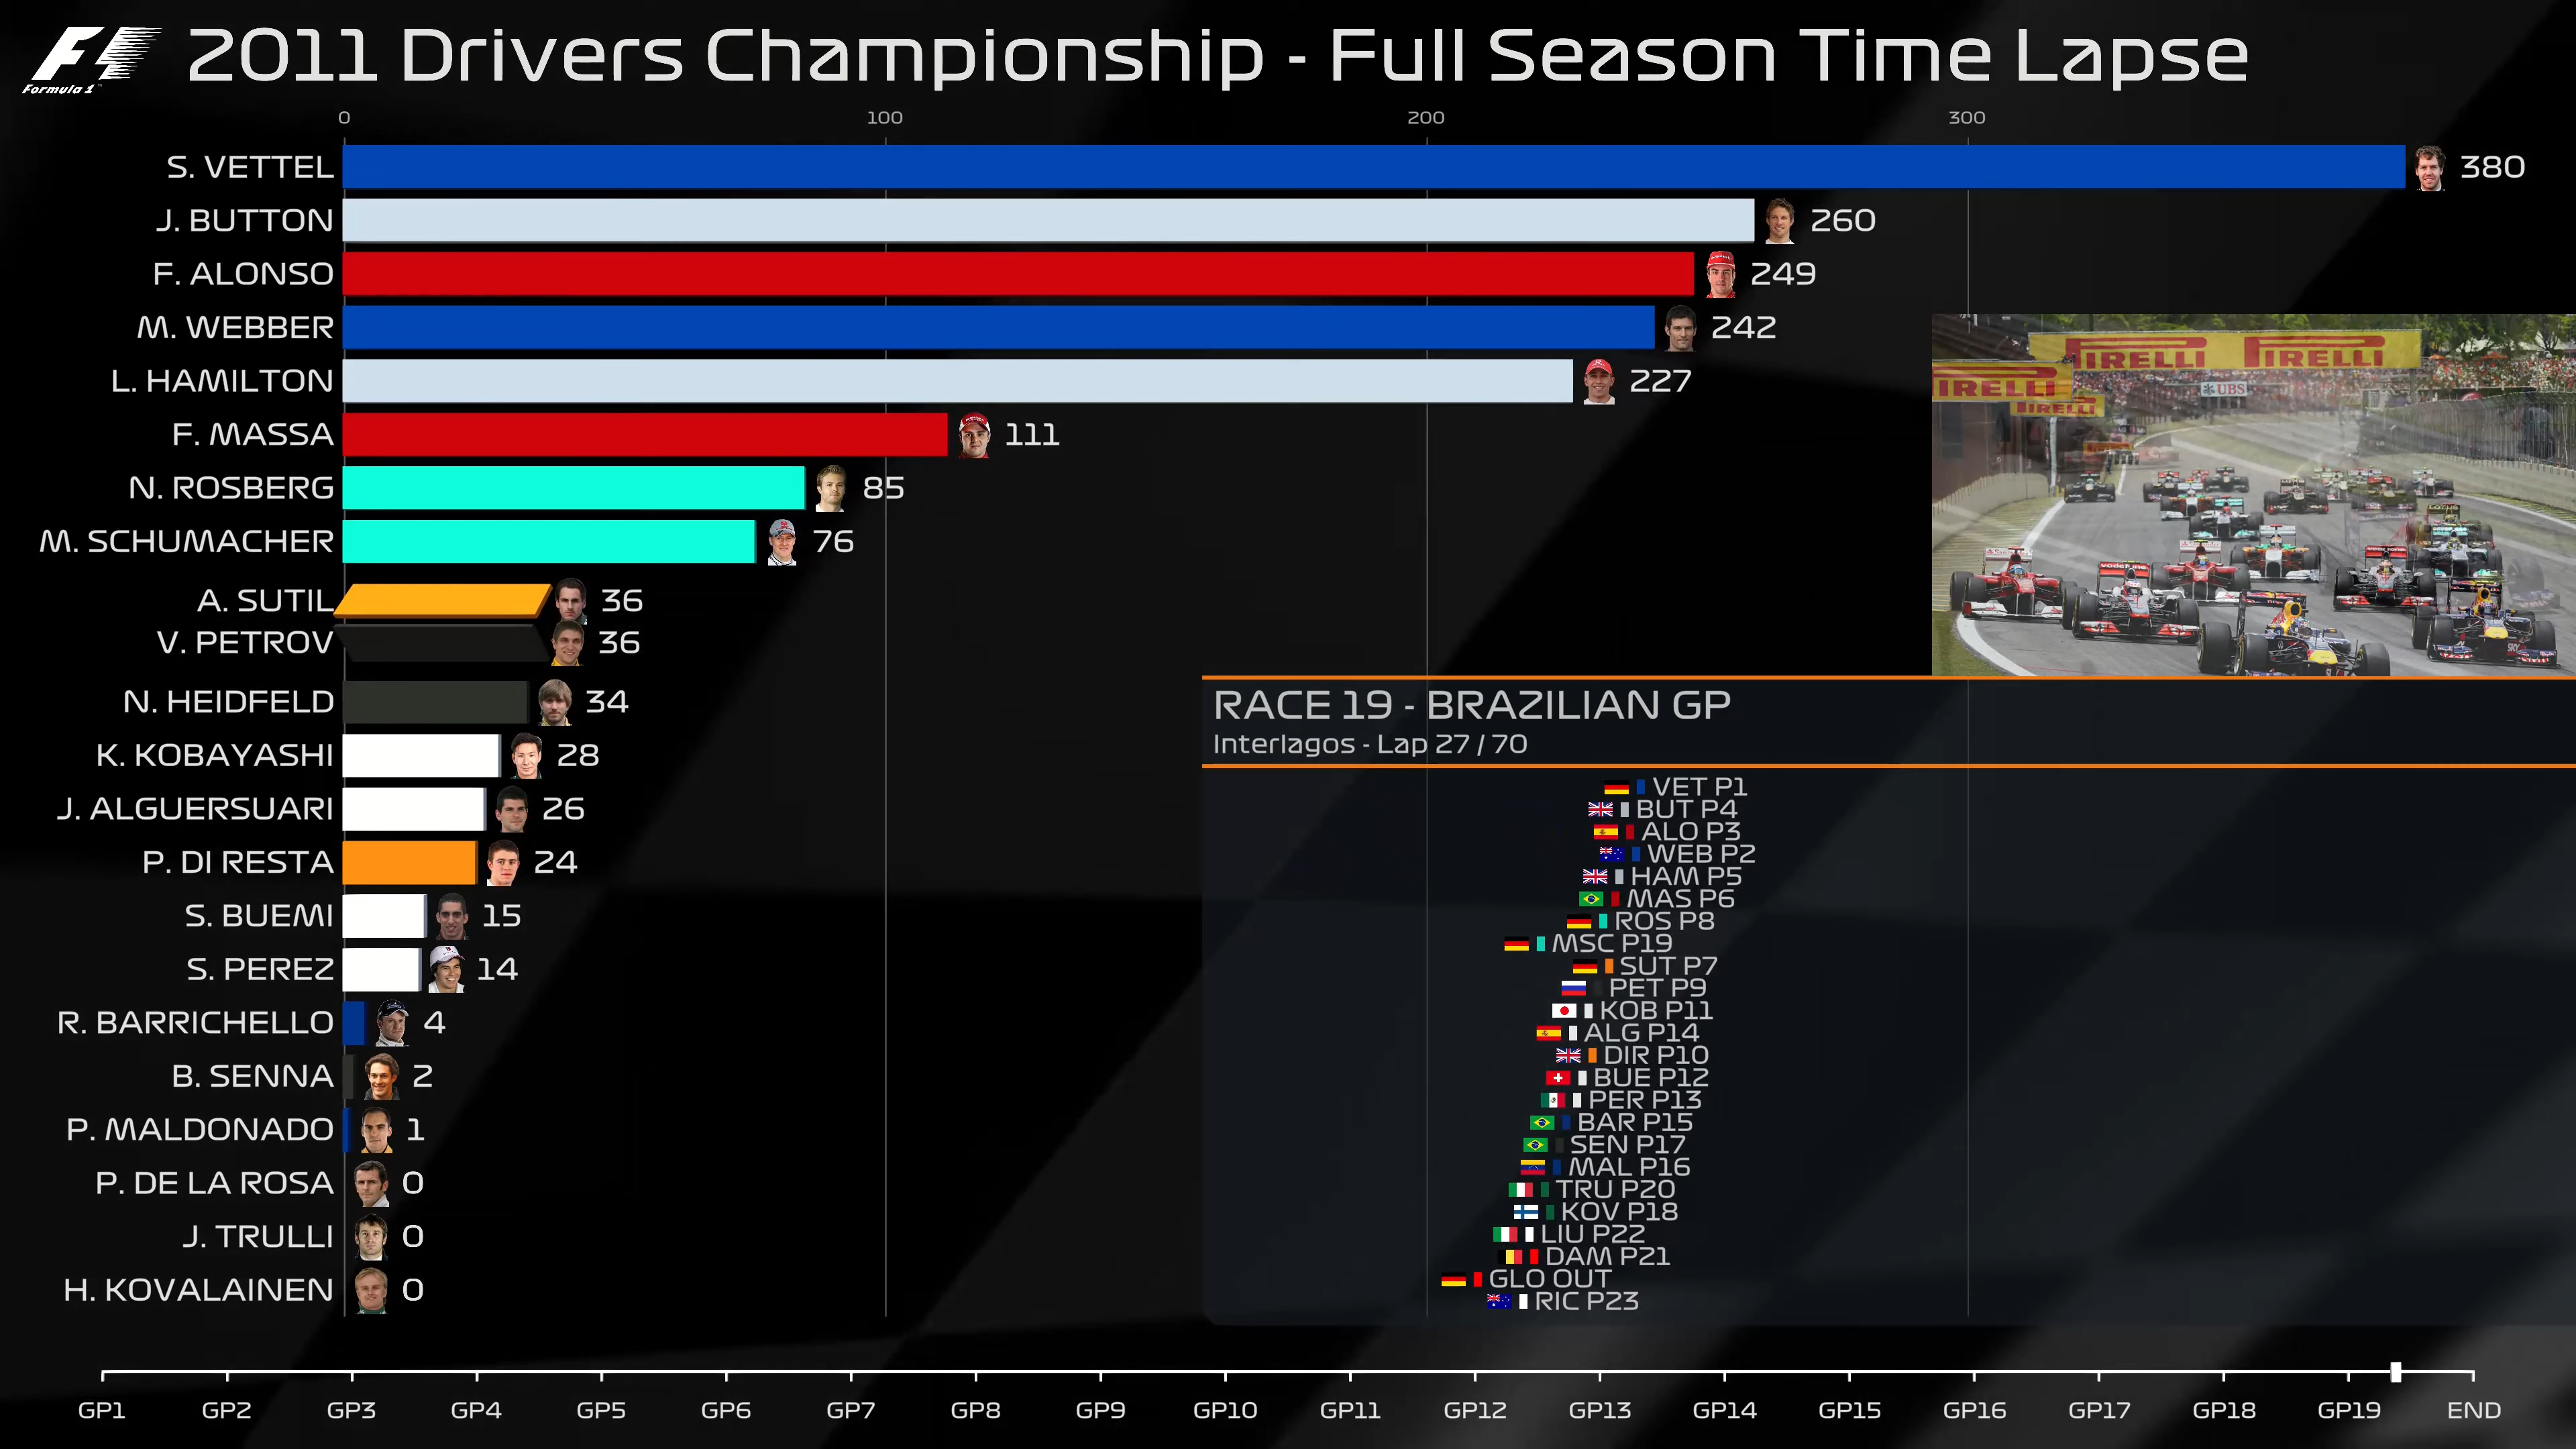 F1 2011 Drivers Championship - Full Season Time Lapse
Formula 1
0 100 200 300
S. VETTEL 380
J. BUTTON 260
F. ALONSO 249
M. WEBBER 242
L. HAMILTON 227
F. MASSA 111
N. ROSBERG 85
M. SCHUMACHER 76
A. SUTIL 36
V. PETROV 36
N. HEIDFELD 34
K. KOBAYASHI 28
J. ALGUERSUARI 26
P. DI RESTA 24
S. BUEMI 15
S. PEREZ 14
R. BARRICHELLO 4
B. SENNA 2
P. MALDONADO 1
P. DE LA ROSA 0
J. TRULLI 0
H. KOVALAINEN 0
PIRELLI PIRELLI
IRELLI
UBS
PIRELLI
vodafone
RACE 19 - BRAZILIAN GP
Interlagos - Lap 27 / 70
VET P1
BUT P4
ALO P3
WEB P2
HAM P5
MAS P6
ROS P8
MSC P19
SUT P7
PET P9
KOB P11
ALG P14
DIR P10
BUE P12
PER P13
BAR P15
SEN P17
MAL P16
TRU P20
KOV P18
LIU P22
DAM P21
GLO OUT
RIC P23
GP1 GP2 GP3 GP4 GP5 GP6 GP7 GP8 GP9 GP10 GP11 GP12 GP13 GP14 GP15 GP16 GP17 GP18 GP19 END